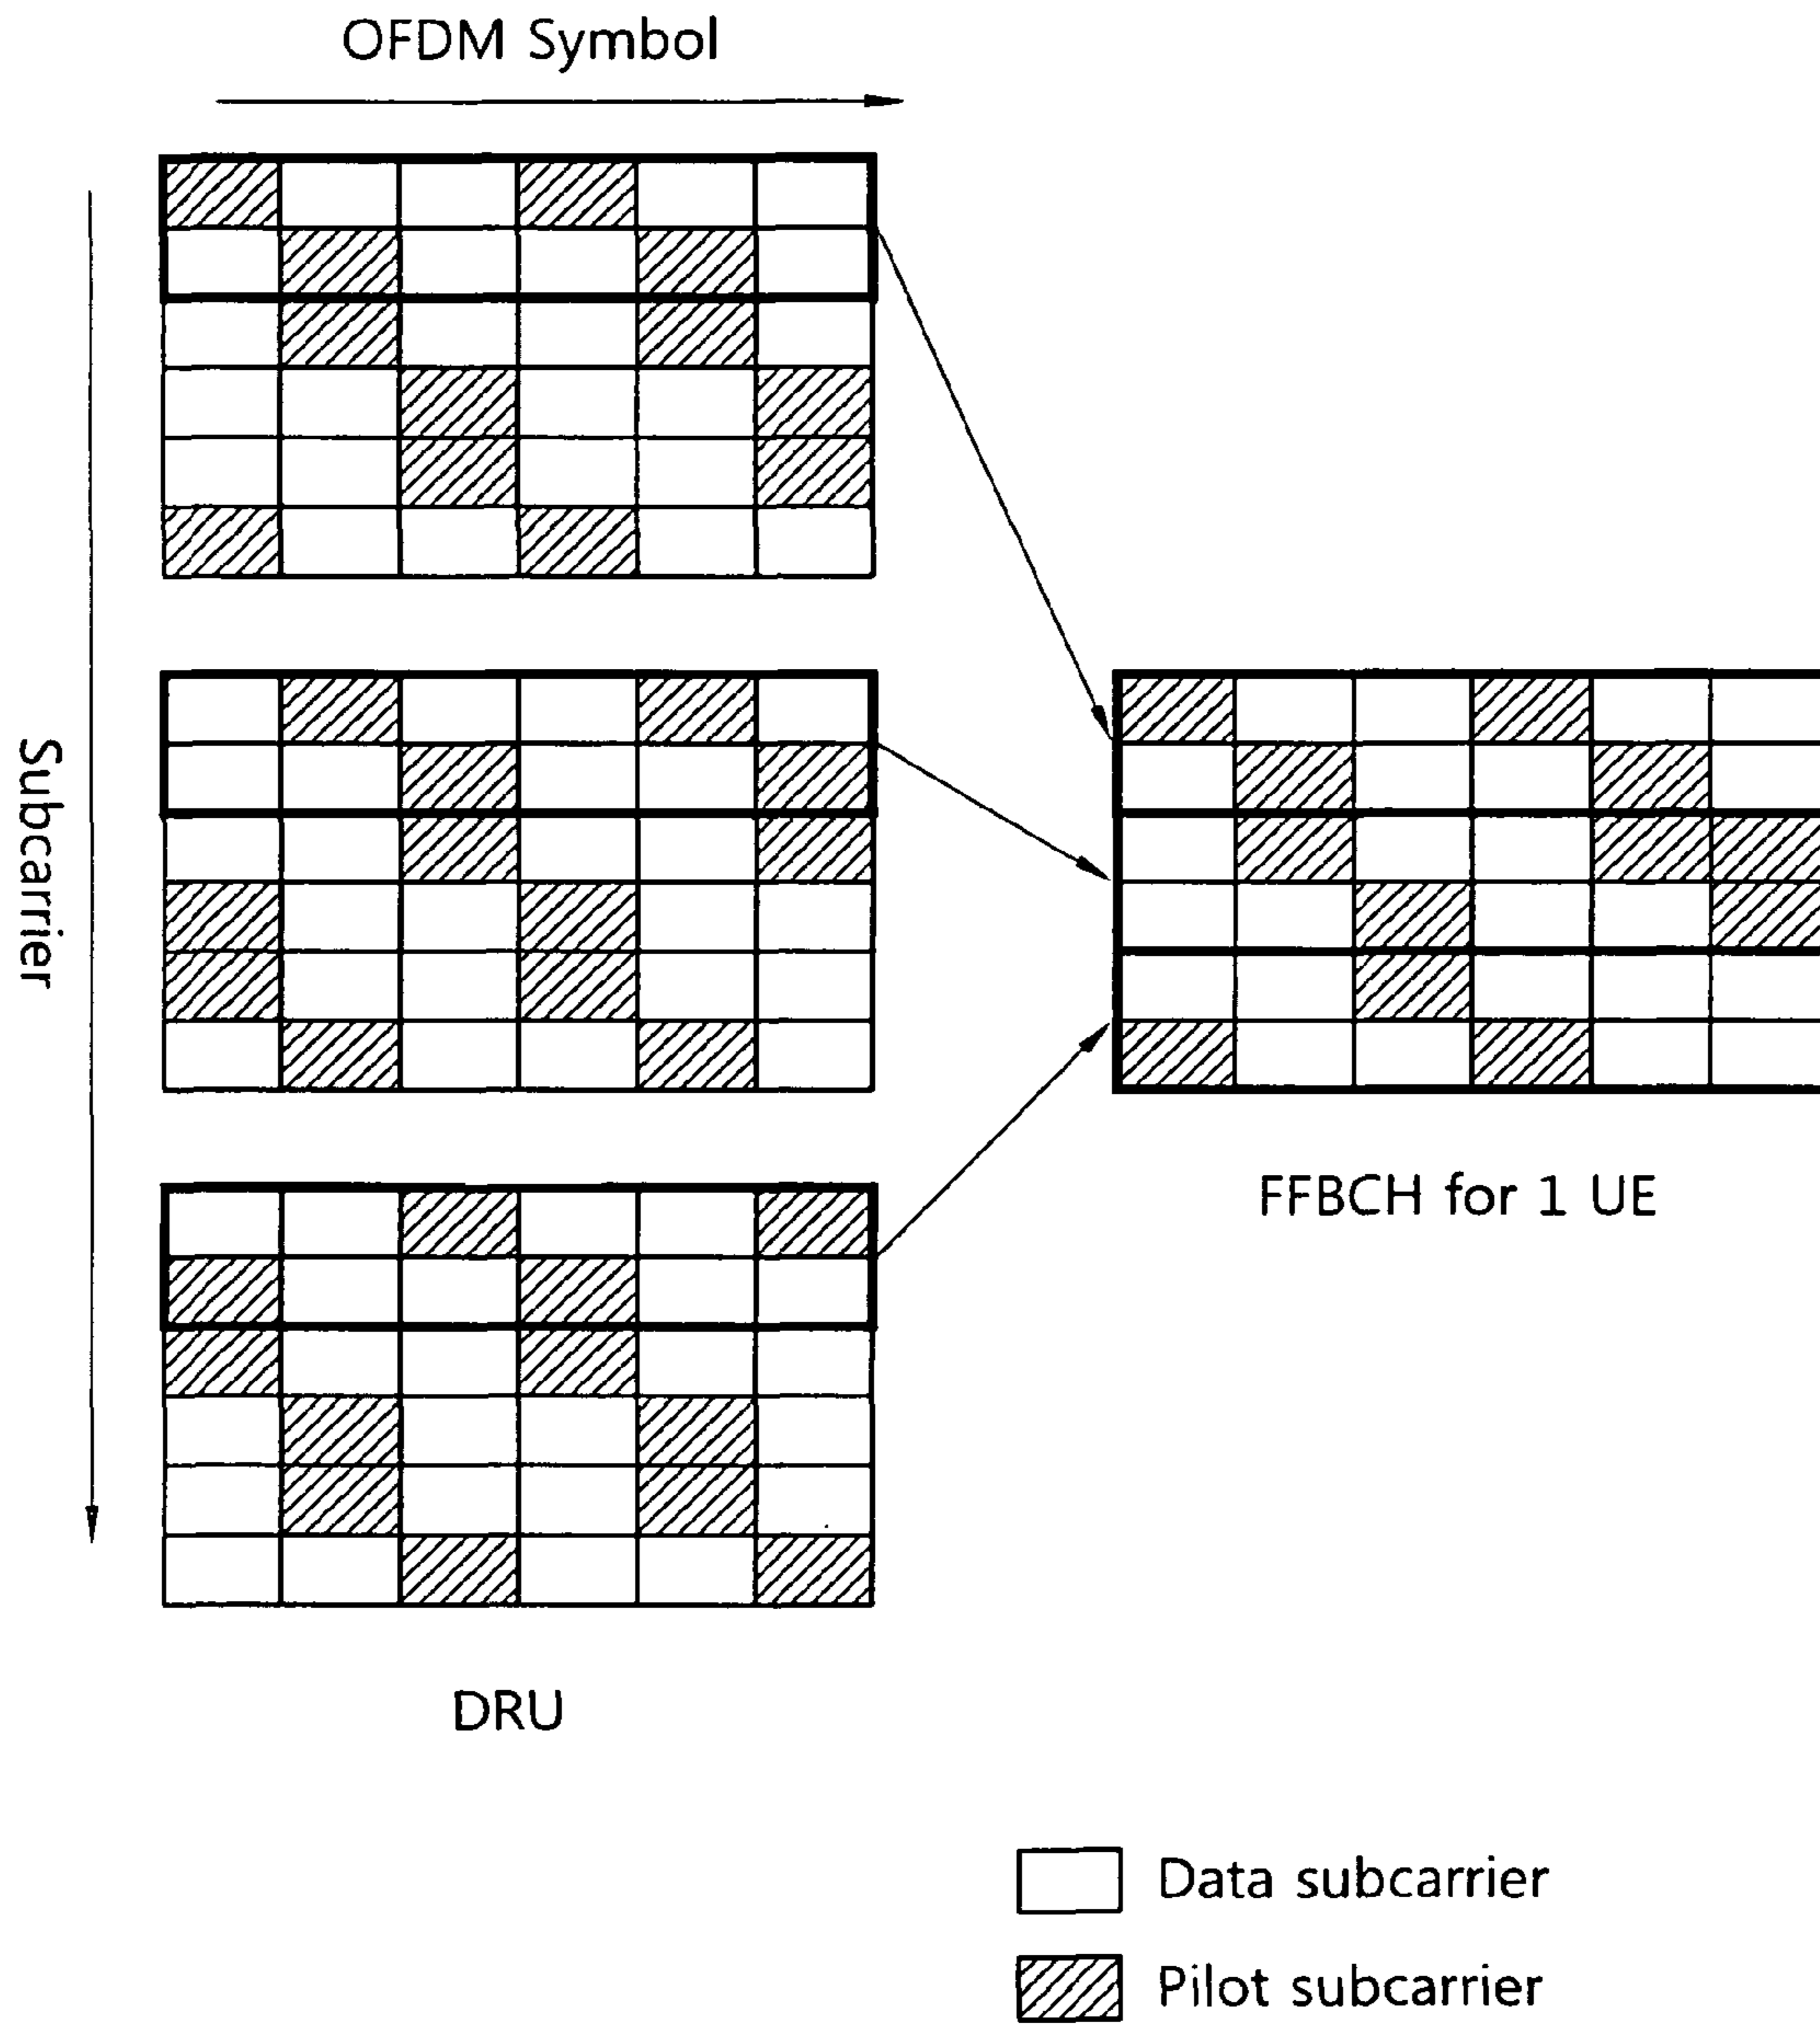 OFDM Symbol
Subcarrier
FFBCH for 1 UE
DRU
Data subcarrier
Pilot subcarrier